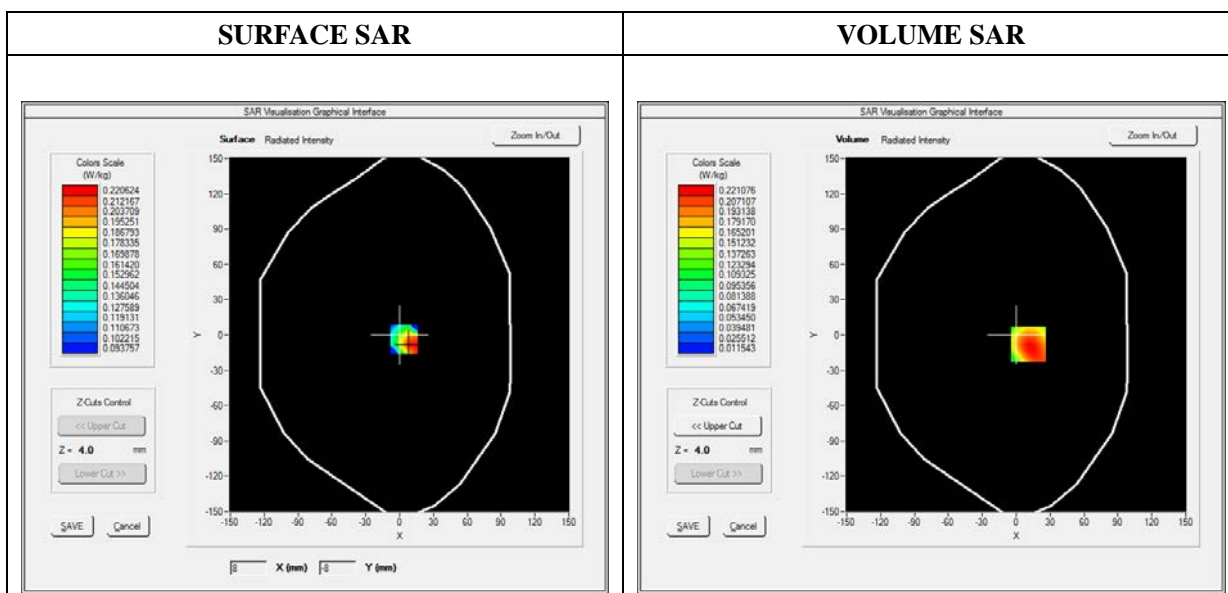 SURFACE SAR
VOLUME SAR
SAR Visualisation Graphical Interface
Surface Radiated Intensity
Zoom In/Out
Colors Scale
(W/kg)
0.220624
0.212167
0.203709
0.195251
0.186793
0.178335
0.169878
0.161420
0.152962
0.144504
0.136046
0.127589
0.119131
0.110673
0.102215
0.093757
Z-Cuts Control
<< Upper Cut
Z = 4.0 mm
Lower Cut >>
SAVE Cancel
150
120
90
60
30
0
-30
-60
-90
-120
-150
Y
-150 -120 -90 -60 -30 0 30 60 90 120 150
X
8 X (mm) -8 Y (mm)
SAR Visualisation Graphical Interface
Volume Radiated Intensity
Zoom In/Out
Colors Scale
(W/kg)
0.221076
0.207107
0.193138
0.179170
0.165201
0.151232
0.137263
0.123294
0.109325
0.095356
0.081388
0.067419
0.053450
0.039481
0.025512
0.011543
Z-Cuts Control
<< Upper Cut
Z = 4.0 mm
Lower Cut >>
SAVE Cancel
150
120
90
60
30
0
-30
-60
-90
-120
-150
Y
-150 -120 -90 -60 -30 0 30 60 90 120 150
X